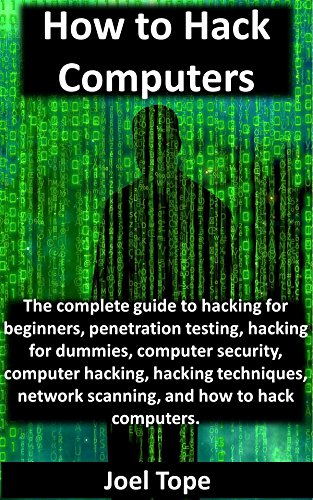 How to Hack
Computers
The complete guide to hacking for
beginners, penetration testing, hacking
for dummies, computer security,
computer hacking, hacking techniques,
network scanning, and how to hack
computers.
Joel Tope